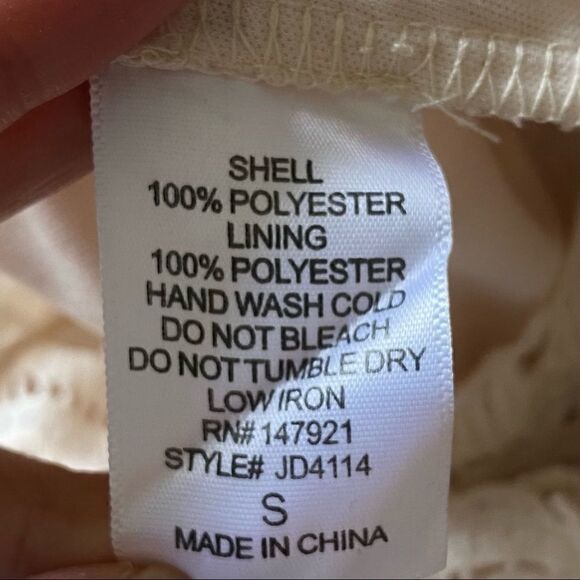 SHELL
100% POLYESTER
LINING
100% POLYESTER
HAND WASH COLD
DO NOT BLEACH
DO NOT TUMBLE DRY
LOW IRON
RN# 147921
STYLE# JD4114
S
MADE IN CHINA